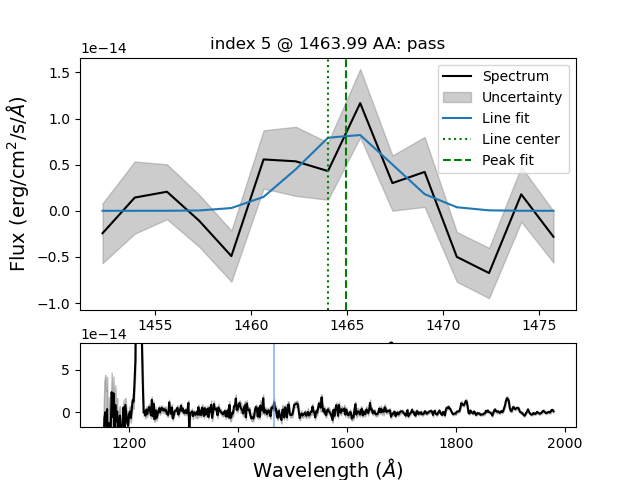 index 5 @ 1463.99 AA: pass
1e−14
Flux (erg/cm²/s/Å)
1.5
1.0
0.5
0.0
−0.5
−1.0
Spectrum
Uncertainty
Line fit
Line center
Peak fit
1455 1460 1465 1470 1475
1e−14
5
0
1200 1400 1600 1800 2000
Wavelength (Å)